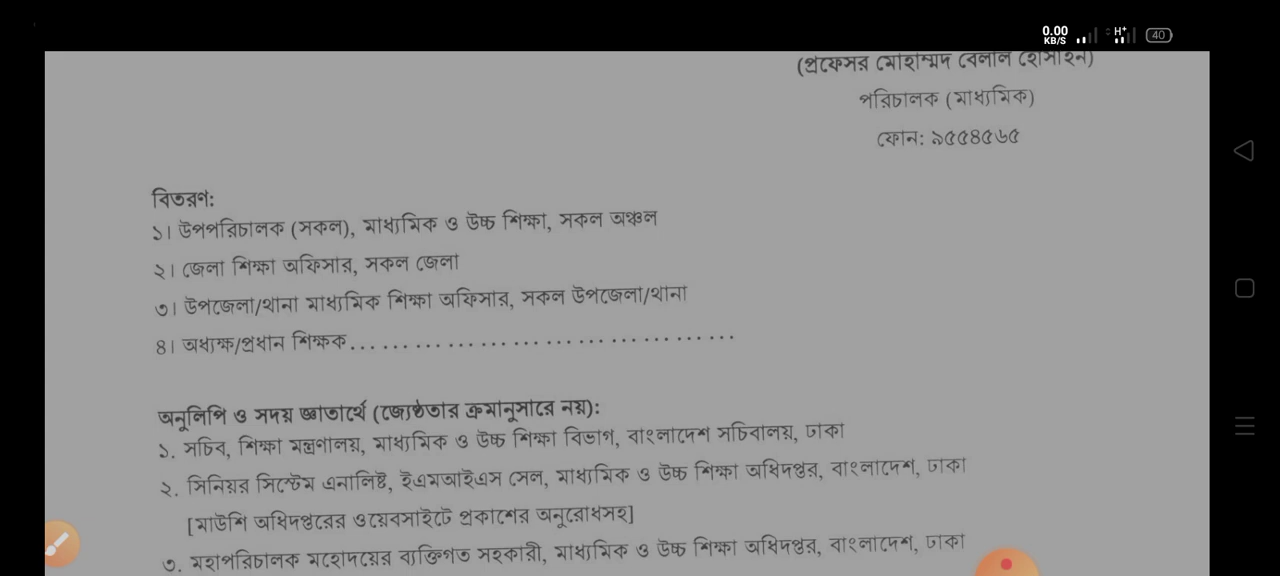 0.00
KB/S
H+
40
(প্রফেসর মোহাম্মদ বেলাল হোসাইন)
পরিচালক (মাধ্যমিক)
ফোন: ৯৫৫৪৫৬৫
বিতরণ:
১। উপপরিচালক (সকল), মাধ্যমিক ও উচ্চ শিক্ষা, সকল অঞ্চল
২। জেলা শিক্ষা অফিসার, সকল জেলা
৩। উপজেলা/থানা মাধ্যমিক শিক্ষা অফিসার, সকল উপজেলা/থানা
৪। অধ্যক্ষ/প্রধান শিক্ষক...................................
অনুলিপি ও সদয় জ্ঞাতার্থে (জ্যেষ্ঠতার ক্রমানুসারে নয়):
১. সচিব, শিক্ষা মন্ত্রণালয়, মাধ্যমিক ও উচ্চ শিক্ষা বিভাগ, বাংলাদেশ সচিবালয়, ঢাকা
২. সিনিয়র সিস্টেম এনালিষ্ট, ইএমআইএস সেল, মাধ্যমিক ও উচ্চ শিক্ষা অধিদপ্তর, বাংলাদেশ, ঢাকা
[মাউশি অধিদপ্তরের ওয়েবসাইটে প্রকাশের অনুরোধসহ]
৩. মহাপরিচালক মহোদয়ের ব্যক্তিগত সহকারী, মাধ্যমিক ও উচ্চ শিক্ষা অধিদপ্তর, বাংলাদেশ, ঢাকা